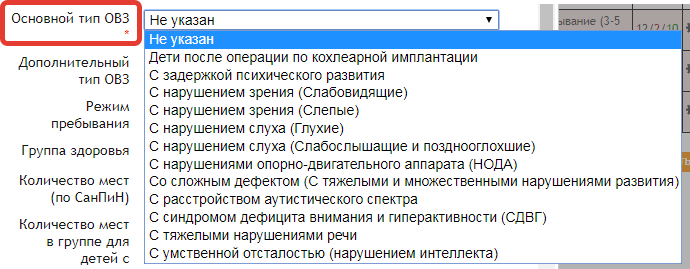 Основной тип ОВЗ
*
Не указан
Не указан
Дети после операции по кохлеарной имплантации
С задержкой психического развития
С нарушением зрения (Слабовидящие)
С нарушением зрения (Слепые)
С нарушением слуха (Глухие)
С нарушением слуха (Слабослышащие и позднооглохшие)
С нарушениями опорно-двигательного аппарата (НОДА)
Со сложным дефектом (С тяжелыми и множественными нарушениями развития)
С расстройством аутистического спектра
С синдромом дефицита внимания и гиперактивности (СДВГ)
С тяжелыми нарушениями речи
С умственной отсталостью (нарушением интеллекта)
Дополнительный
тип ОВЗ
Режим
пребывания
Группа здоровья
Количество мест
(по СанПиН)
Количество мест
в группе для
детей с
(3-5
12/2/10